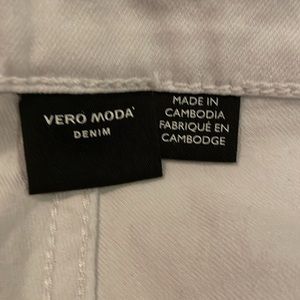 VERO MODA
DENIM
MADE IN
CAMBODIA
FABRIQUÉ EN
CAMBODGE